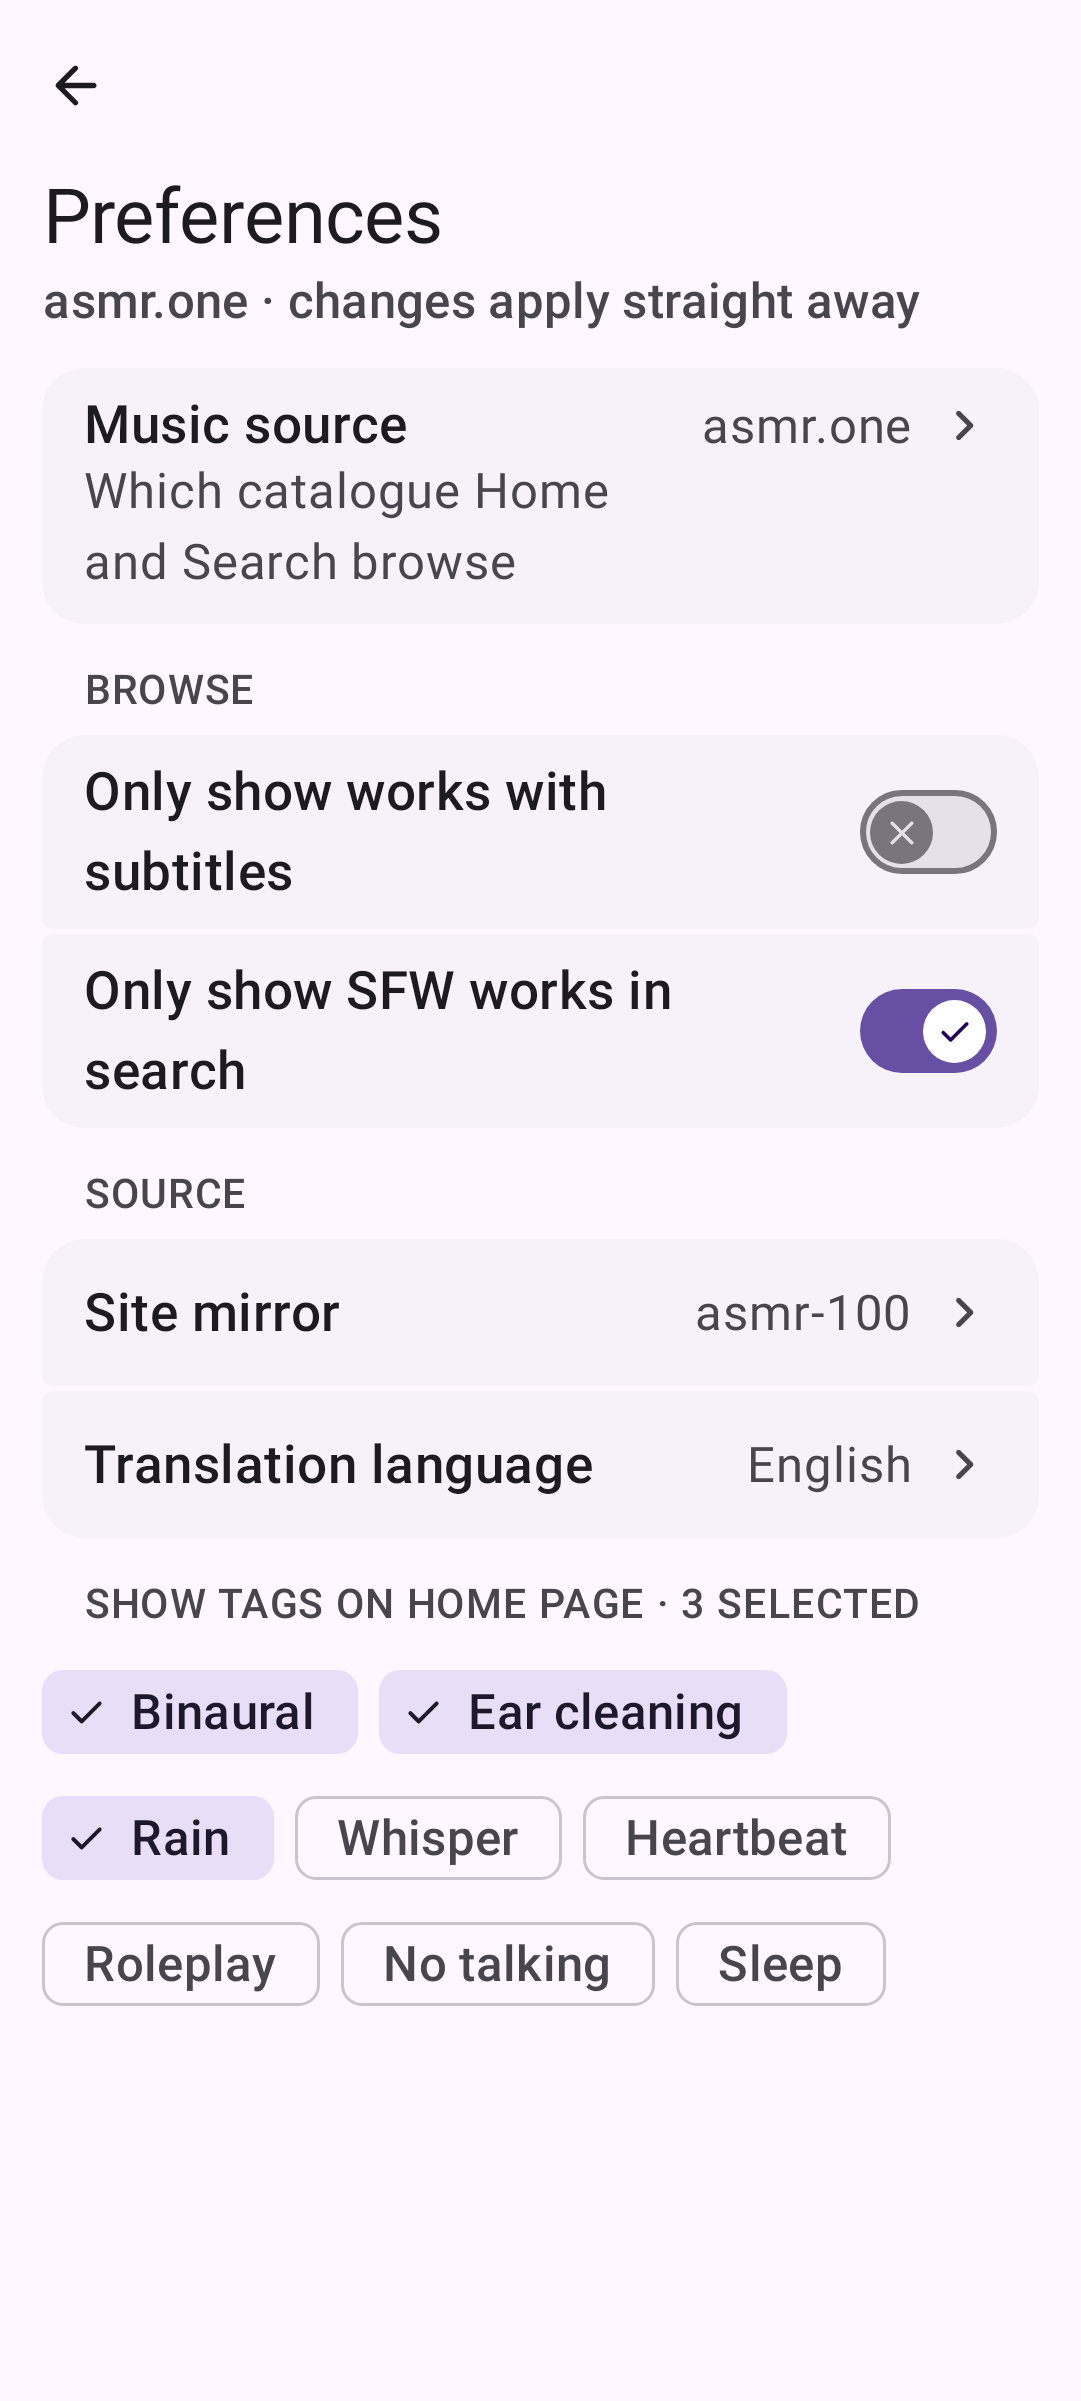 Preferences
asmr.one · changes apply straight away
Music source
asmr.one
Which catalogue Home
and Search browse
BROWSE
Only show works with
subtitles
Only show SFW works in
search
SOURCE
Site mirror
asmr-100
Translation language
English
SHOW TAGS ON HOME PAGE · 3 SELECTED
Binaural
Ear cleaning
Rain
Whisper
Heartbeat
Roleplay
No talking
Sleep